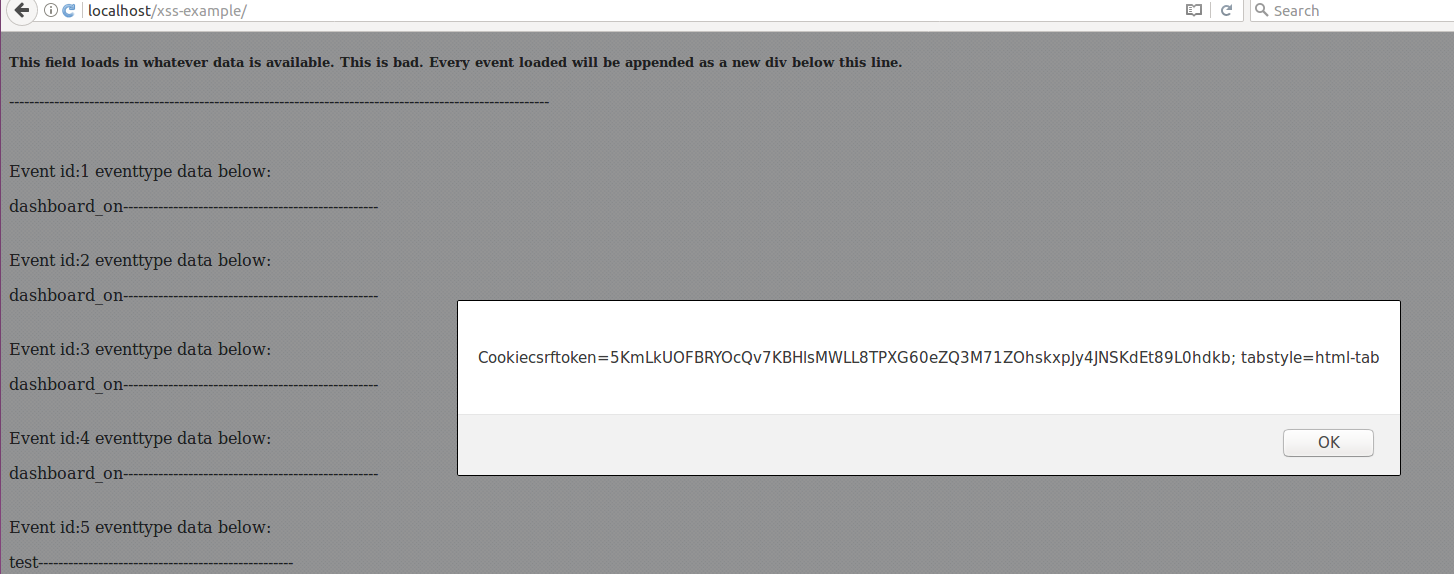 localhost/xss-example/
Search
This field loads in whatever data is available. This is bad. Every event loaded will be appended as a new div below this line.
------------------------------------------------------------------------------------------------------------
Event id:1 eventtype data below:
dashboard_on---------------------------------------------------
Event id:2 eventtype data below:
dashboard_on---------------------------------------------------
Event id:3 eventtype data below:
dashboard_on---------------------------------------------------
Event id:4 eventtype data below:
dashboard_on---------------------------------------------------
Event id:5 eventtype data below:
test---------------------------------------------------
Cookiecsrftoken=5KmLkUOFBRYOcQv7KBHlsMWLL8TPXG60eZQ3M71ZOhskxpJy4JNSKdEt89L0hdkb; tabstyle=html-tab
OK